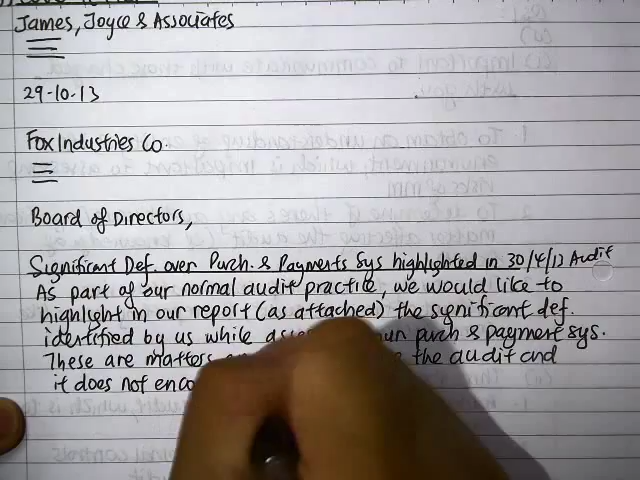 James, Joyce & Associates
29-10-13
Fox Industries Co.
Board of Directors,
Significant Def. over Purch. & Payments Sys highlighted in 30/4/13 Audit
As part of our normal audit practice, we would like to
highlight in our report (as attached) the significant def.
identified by us while purch & payment sys.
These are matters the audit and
it does not